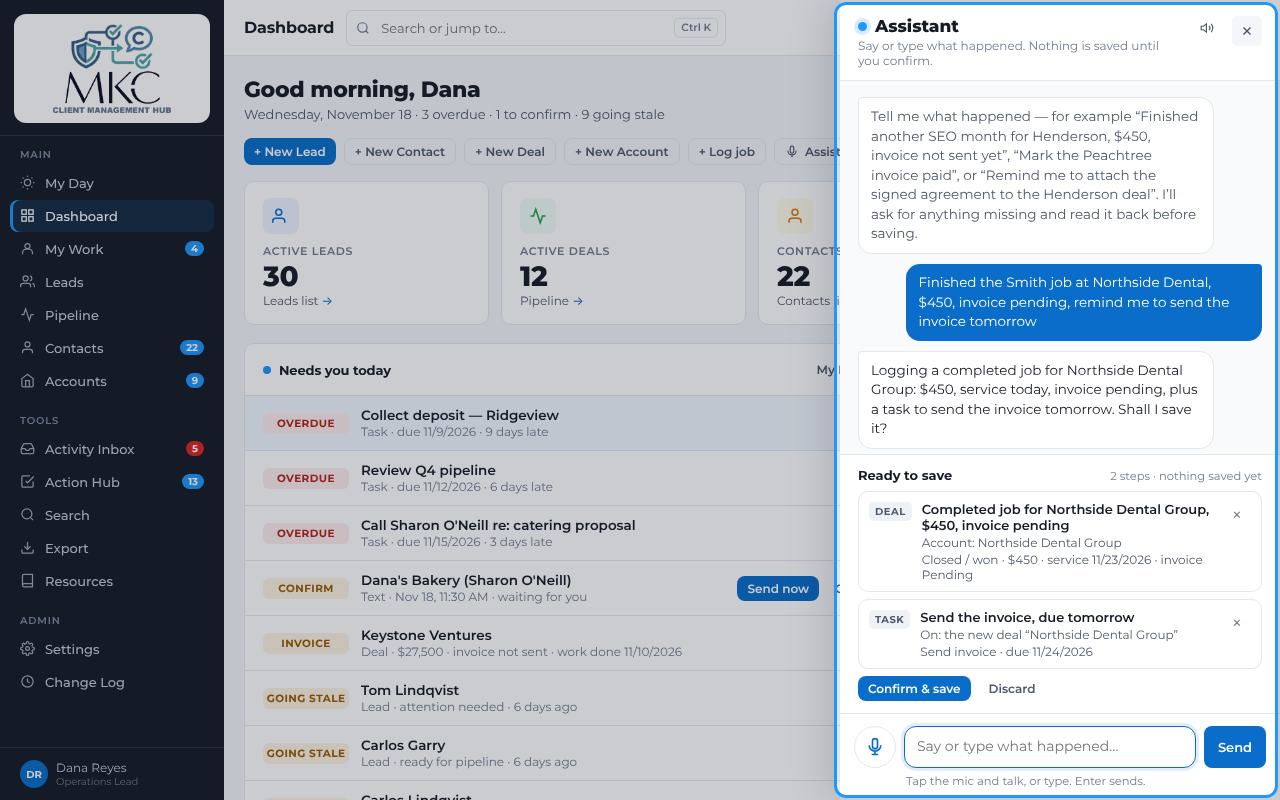 MKC
CLIENT MANAGEMENT HUB
MAIN
My Day
Dashboard
My Work 4
Leads
Pipeline
Contacts 22
Accounts 9
TOOLS
Activity Inbox 5
Action Hub 13
Search
Export
Resources
ADMIN
Settings
Change Log
DR
Dana Reyes
Operations Lead
Dashboard
Search or jump to...
Ctrl K
Good morning, Dana
Wednesday, November 18 · 3 overdue · 1 to confirm · 9 going stale
+ New Lead
+ New Contact
+ New Deal
+ New Account
+ Log job
Assist
ACTIVE LEADS
30
Leads list →
ACTIVE DEALS
12
Pipeline →
CONTACTS
22
Contacts
Needs you today
My
OVERDUE
Collect deposit — Ridgeview
Task · due 11/9/2026 · 9 days late
OVERDUE
Review Q4 pipeline
Task · due 11/12/2026 · 6 days late
OVERDUE
Call Sharon O'Neill re: catering proposal
Task · due 11/15/2026 · 3 days late
CONFIRM
Dana's Bakery (Sharon O'Neill)
Text · Nov 18, 11:30 AM · waiting for you
Send now
INVOICE
Keystone Ventures
Deal · $27,500 · invoice not sent · work done 11/10/2026
GOING STALE
Tom Lindqvist
Lead · attention needed · 6 days ago
GOING STALE
Carlos Garry
Lead · ready for pipeline · 6 days ago
Carlos Lindqvist
Assistant
Say or type what happened. Nothing is saved until
you confirm.
Tell me what happened — for example “Finished
another SEO month for Henderson, $450,
invoice not sent yet”, “Mark the Peachtree
invoice paid”, or “Remind me to attach the
signed agreement to the Henderson deal”. I’ll
ask for anything missing and read it back before
saving.
Finished the Smith job at Northside Dental,
$450, invoice pending, remind me to send the
invoice tomorrow
Logging a completed job for Northside Dental
Group: $450, service today, invoice pending, plus
a task to send the invoice tomorrow. Shall I save
it?
Ready to save
2 steps · nothing saved yet
DEAL
Completed job for Northside Dental Group,
$450, invoice pending
Account: Northside Dental Group
Closed / won · $450 · service 11/23/2026 · invoice
Pending
TASK
Send the invoice, due tomorrow
On: the new deal “Northside Dental Group”
Send invoice · due 11/24/2026
Confirm & save
Discard
Say or type what happened...
Send
Tap the mic and talk, or type. Enter sends.